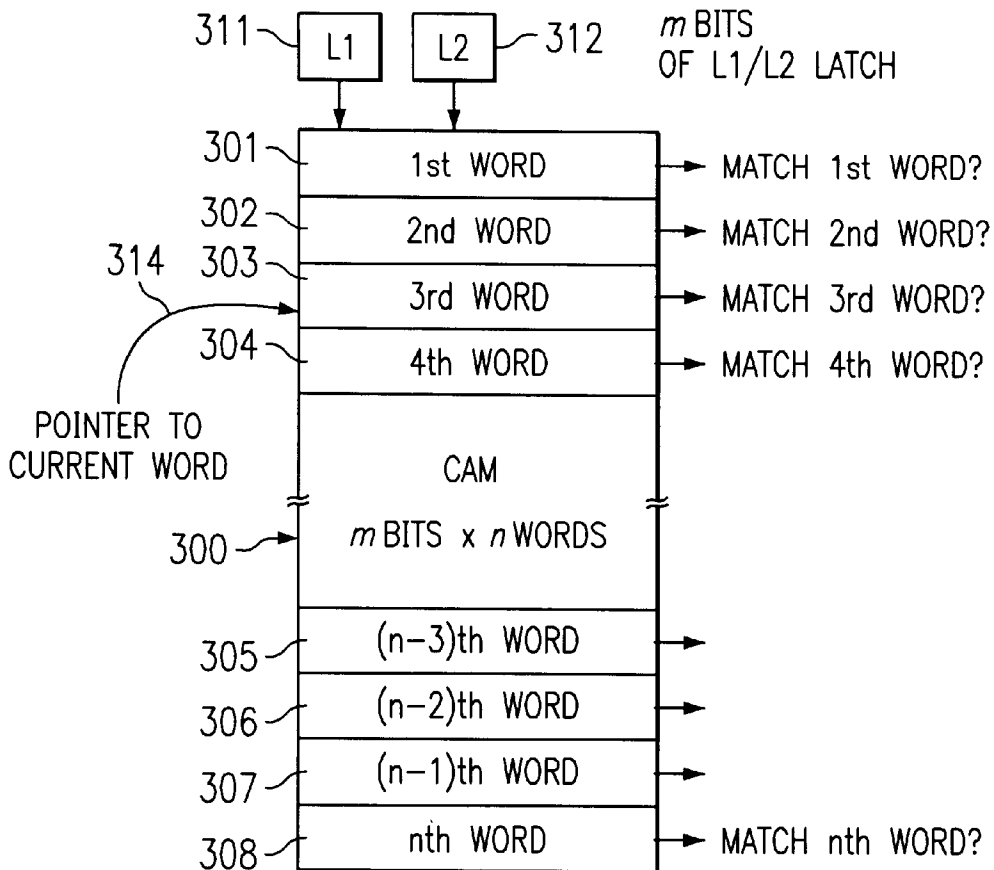 311
L1
L2
312
m BITS
OF L1/L2 LATCH
301
1st WORD
MATCH 1st WORD?
302
2nd WORD
MATCH 2nd WORD?
303
314
3rd WORD
MATCH 3rd WORD?
304
4th WORD
MATCH 4th WORD?
POINTER TO
CURRENT WORD
CAM
300
m BITS x n WORDS
305
(n-3)th WORD
306
(n-2)th WORD
307
(n-1)th WORD
308
nth WORD
MATCH nth WORD?